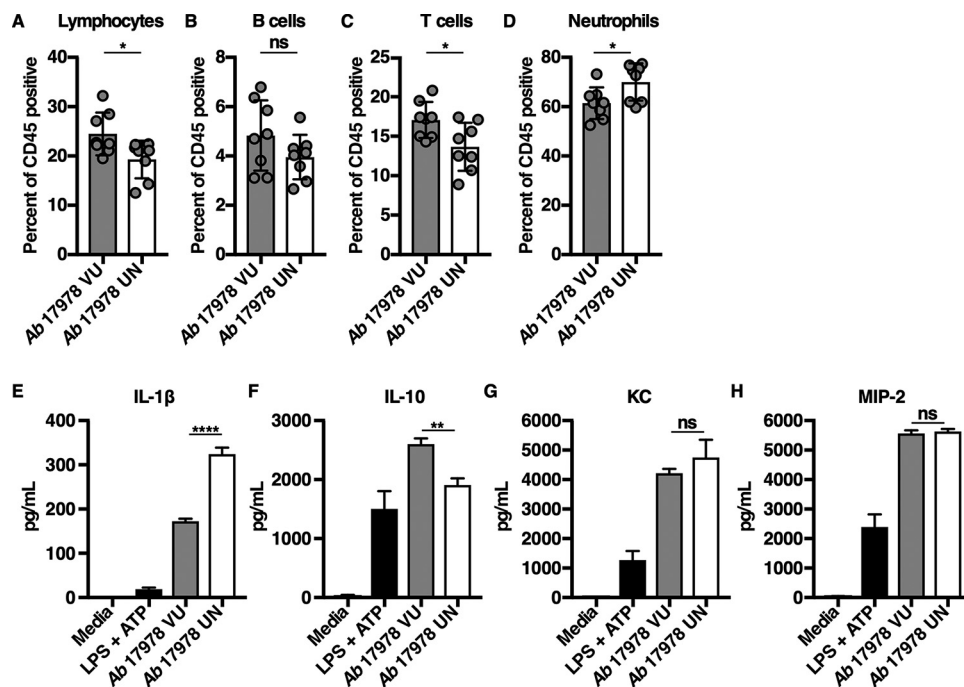 A Lymphocytes
*
Percent of CD45 positive
40
30
20
10
0
Ab 17978 VU
Ab 17978 UN
B B cells
ns
Percent of CD45 positive
8
6
4
2
0
Ab 17978 VU
Ab 17978 UN
C T cells
*
Percent of CD45 positive
25
20
15
10
5
0
Ab 17978 VU
Ab 17978 UN
D Neutrophils
*
Percent of CD45 positive
80
60
40
20
0
Ab 17978 VU
Ab 17978 UN
E IL-1β
****
pg/mL
400
300
200
100
0
Media
LPS + ATP
Ab 17978 VU
Ab 17978 UN
F IL-10
**
pg/mL
3000
2000
1000
0
Media
LPS + ATP
Ab 17978 VU
Ab 17978 UN
G KC
ns
pg/mL
6000
5000
4000
3000
2000
1000
0
Media
LPS + ATP
Ab 17978 VU
Ab 17978 UN
H MIP-2
ns
pg/mL
6000
5000
4000
3000
2000
1000
0
Media
LPS + ATP
Ab 17978 VU
Ab 17978 UN